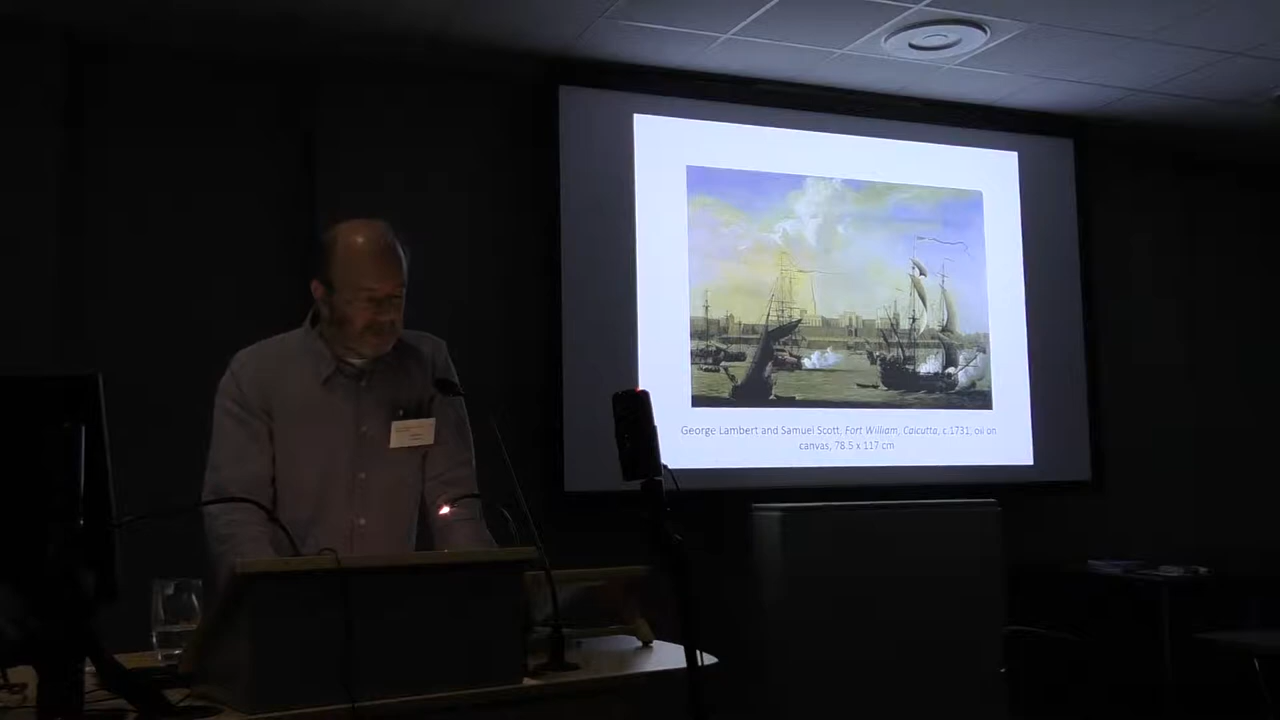 George Lambert and Samuel Scott, Fort William, Calcutta, c.1731, oil on
canvas, 78.5 x 117 cm